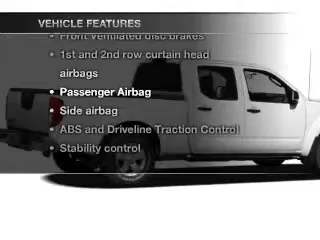 VEHICLE FEATURES
• Front ventilated disc brakes
• 1st and 2nd row curtain head
airbags
• Passenger Airbag
• Side airbag
• ABS and Driveline Traction Control
• Stability control